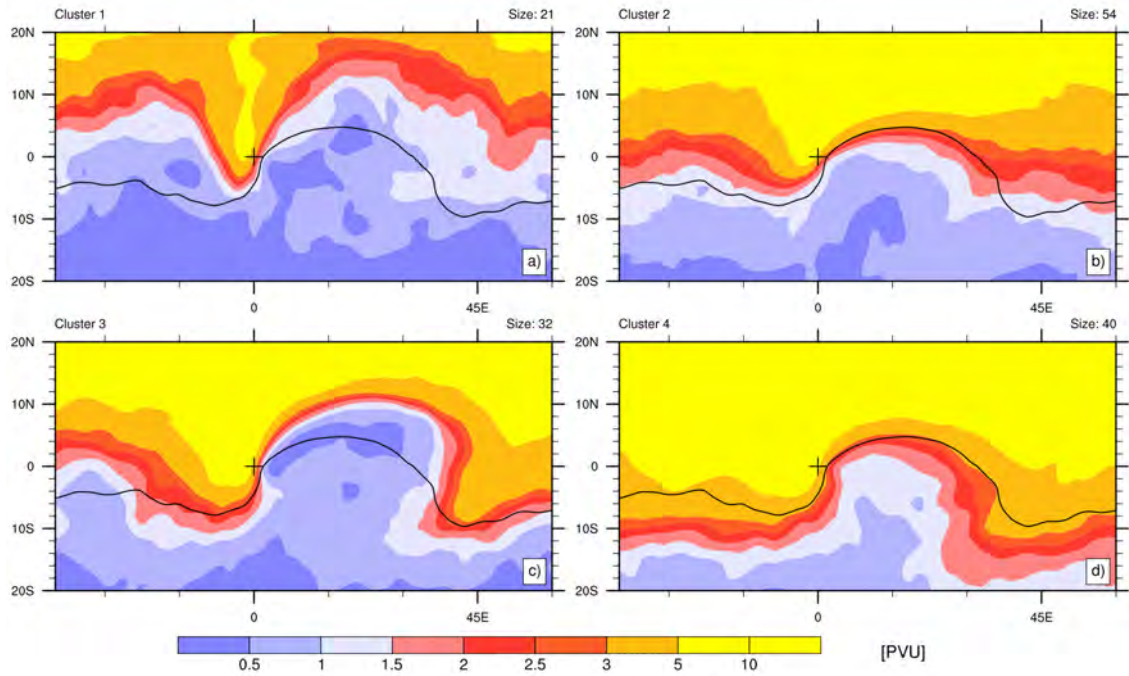 Cluster 1 Size: 21
20N
10N
0
10S
20S
0 45E
a)
Cluster 2 Size: 54
20N
10N
0
10S
20S
0 45E
b)
Cluster 3 Size: 32
20N
10N
0
10S
20S
0 45E
c)
Cluster 4 Size: 40
20N
10N
0
10S
20S
0 45E
d)
0.5 1 1.5 2 2.5 3 5 10 [PVU]